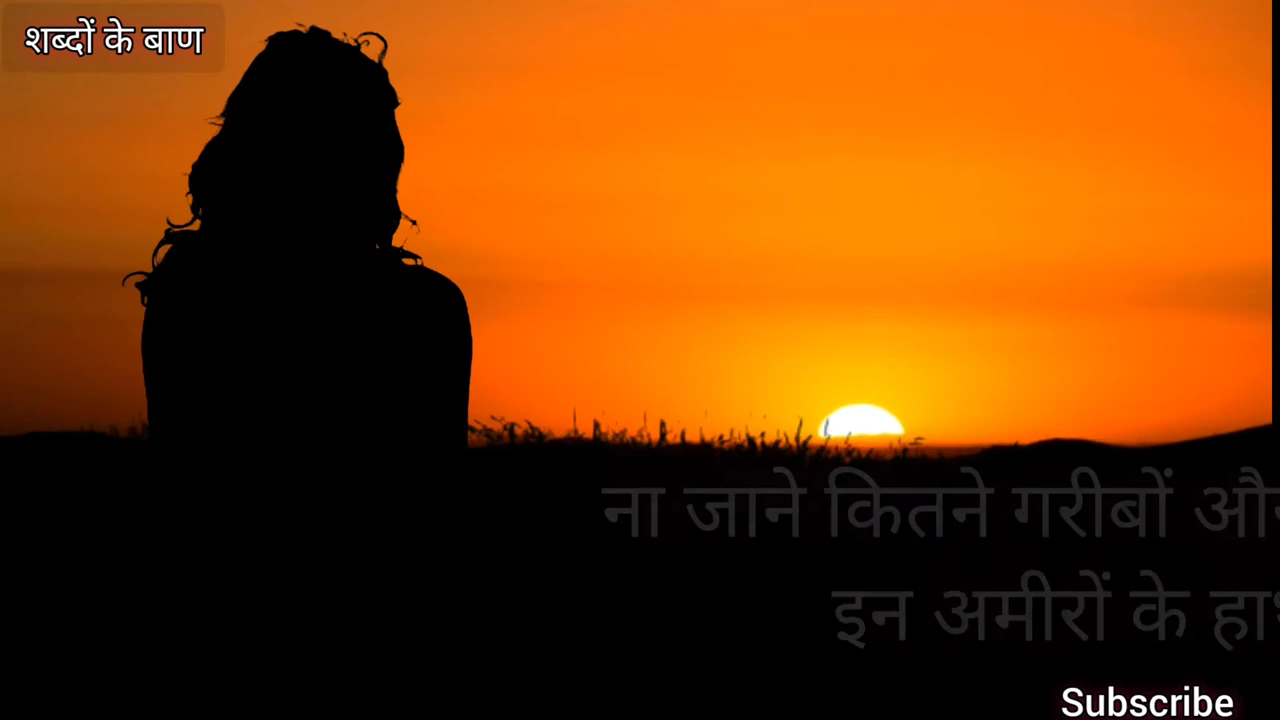 शब्दों के बाण
ना जाने कितने गरीबों
इन अमीरों के
Subscribe